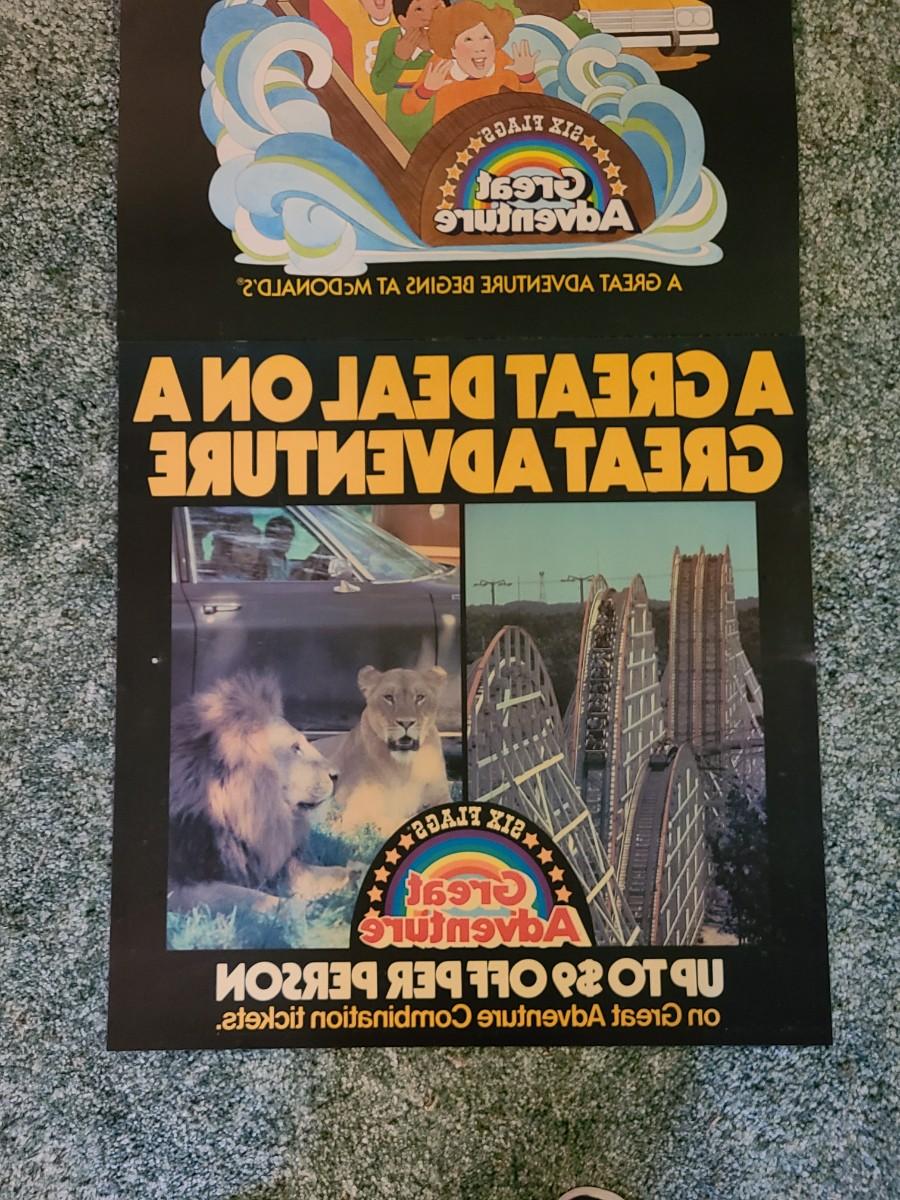 SIX FLAGS®
Great
Adventure
A GREAT ADVENTURE BEGINS AT McDONALD'S®
A GREAT DEAL ON A
GREAT ADVENTURE
SIX FLAGS®
Great
Adventure
UP TO $9 OFF PER PERSON
on Great Adventure Combination tickets.